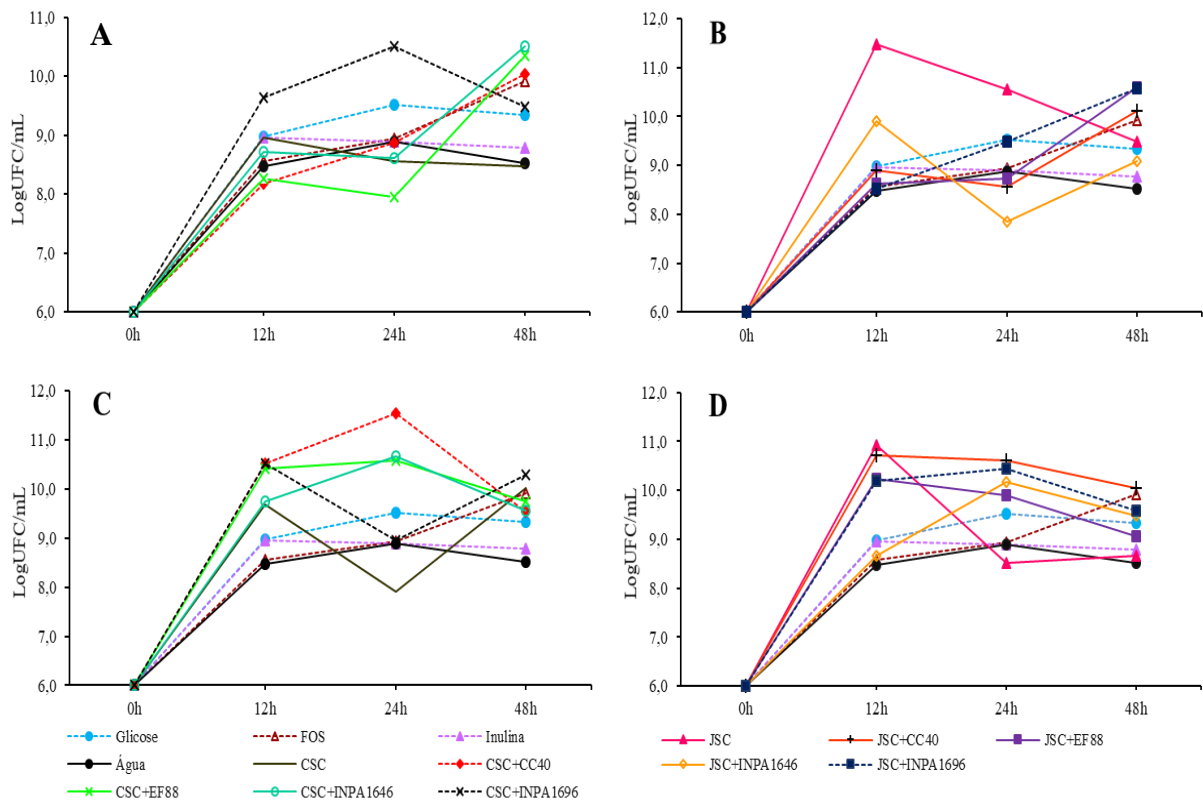 A
LogUFC/mL
11,0
10,0
9,0
8,0
7,0
6,0
0h 12h 24h 48h
B
LogUFC/mL
12,0
11,0
10,0
9,0
8,0
7,0
6,0
0h 12h 24h 48h
C
LogUFC/mL
12,0
11,0
10,0
9,0
8,0
7,0
6,0
0h 12h 24h 48h
D
LogUFC/mL
12,0
11,0
10,0
9,0
8,0
7,0
6,0
0h 12h 24h 48h
Glicose FOS Inulina
Água CSC CSC+CC40
CSC+EF88 CSC+INPA1646 CSC+INPA1696
JSC JSC+CC40 JSC+EF88
JSC+INPA1646 JSC+INPA1696